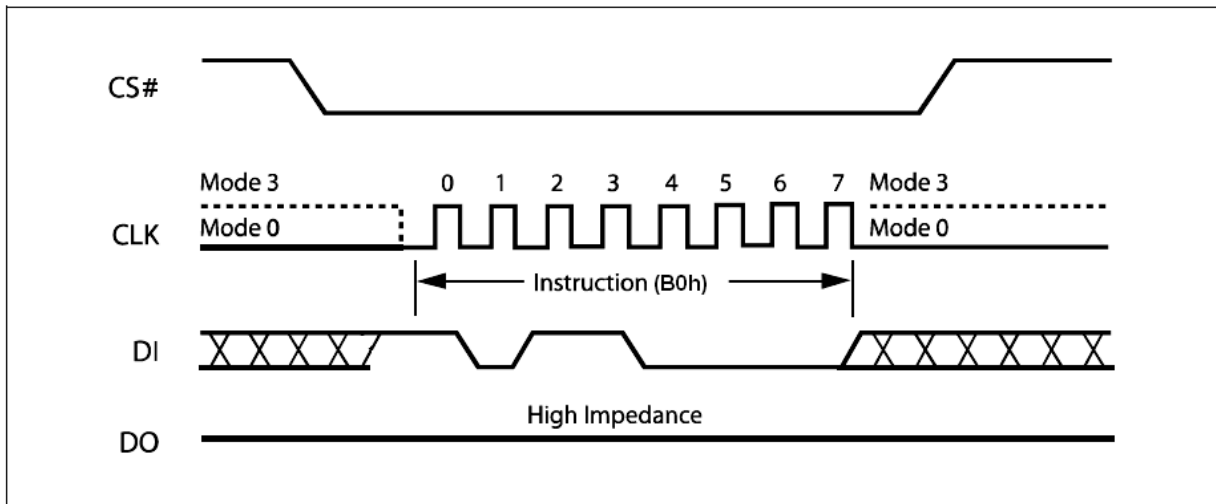 CS#
Mode 3 0 1 2 3 4 5 6 7 Mode 3
CLK Mode 0 Mode 0
Instruction (B0h)
DI
High Impedance
DO